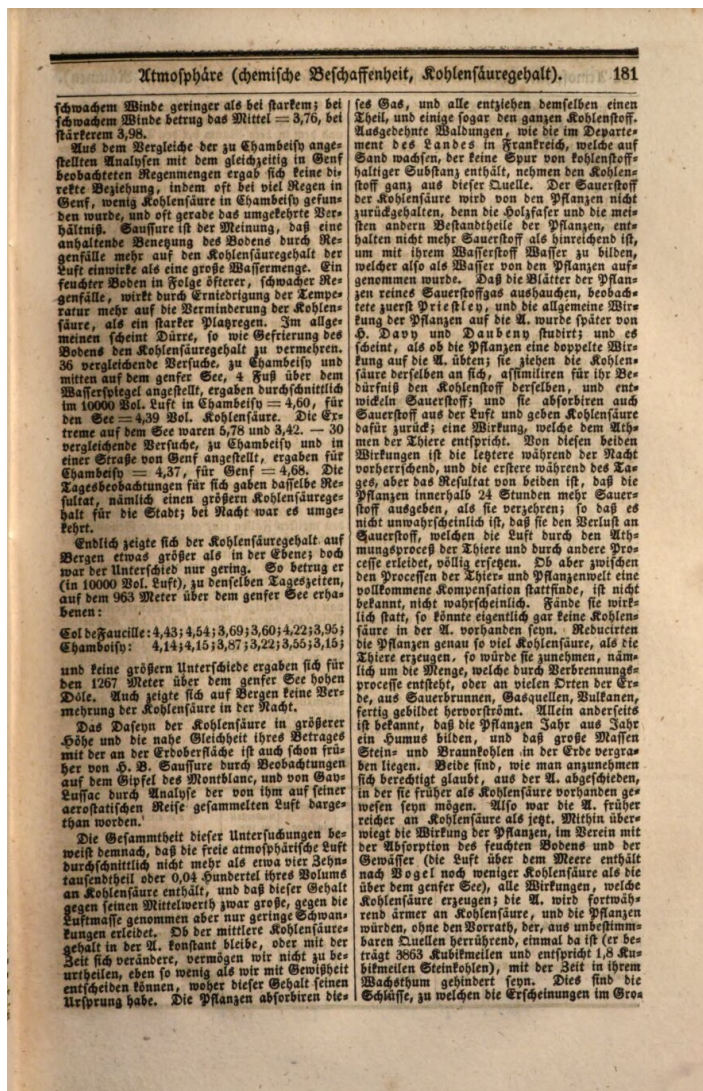 Atmosphäre (chemische Beschaffenheit, Kohlensäuregehalt). 181
schwachem Winde geringer als bei starkem; bei
schwachem Winde betrug das Mittel = 3,76, bei
stärkerem 3,98.
Aus dem Vergleiche der zu Chambeisy ange-
stellten Analysen mit dem gleichzeitig in Genf
beobachteten Regenmengen ergab sich keine di-
rekte Beziehung, indem oft bei viel Regen in
Genf, wenig Kohlensäure in Chambeisy gefun-
den wurde, und oft gerade das umgekehrte Ver-
hältniß. Saussure ist der Meinung, daß eine
anhaltende Benetzung des Bodens durch Re-
genfälle mehr auf den Kohlensäuregehalt der
Luft einwirke als eine große Wassermenge. Ein
feuchter Boden in Folge öfterer, schwacher Re-
genfälle, wirkt durch Erniedrigung der Tempe-
ratur mehr auf die Verminderung der Kohlen-
säure, als ein starker Platzregen. Im allge-
meinen scheint Dürre, so wie Gefrierung des
Bodens den Kohlensäuregehalt zu vermehren.
36 vergleichende Versuche, zu Chambeisy und
mitten auf dem genfer See, 4 Fuß über dem
Wasserspiegel angestellt, ergaben durchschnittlich
im 10000 Vol. Luft in Chambeisy = 4,60, für
den See = 4,39 Vol. Kohlensäure. Die Ex-
treme auf dem See waren 5,78 und 3,42. — 30
vergleichende Versuche, zu Chambeisy und in
einer Straße von Genf angestellt, ergaben für
Chambeisy = 4,37, für Genf = 4,68. Die
Tagesbeobachtungen für sich gaben dasselbe Re-
sultat, nämlich einen größern Kohlensäurege-
halt für die Stadt; bei Nacht war es umge-
kehrt.
Endlich zeigte sich der Kohlensäuregehalt auf
Bergen etwas größer als in der Ebene; doch
war der Unterschied nur gering. So betrug er
(in 10000 Vol. Luft), zu denselben Tageszeiten,
auf dem 963 Meter über dem genfer See erha-
benen:
Col de Faucille: 4,43; 4,54; 3,69; 3,60; 4,22; 3,95;
Chamboisy: 4,14; 4,15; 3,87; 3,22; 3,55; 3,15;
und keine größern Unterschiede ergaben sich für
den 1267 Meter über dem genfer See hohen
Dôle. Auch zeigte sich auf Bergen keine Ver-
mehrung der Kohlensäure in der Nacht.
Das Daseyn der Kohlensäure in größerer
Höhe und die nahe Gleichheit ihres Betrages
mit der an der Erdoberfläche ist auch schon frü-
her von H. B. Saussure durch Beobachtungen
auf dem Gipfel des Montblanc, und von Gay-
Lussac durch Analyse der von ihm auf seiner
aerostatischen Reise gesammelten Luft darge-
than worden.
Die Gesammtheit dieser Untersuchungen be-
weist demnach, daß die freie atmosphärische Luft
durchschnittlich nicht mehr als etwa vier Zehn-
tausendtheil oder 0,04 Hundertel ihres Volums
an Kohlensäure enthält, und daß dieser Gehalt
gegen seinen Mittelwerth zwar große, gegen die
Luftmasse genommen aber nur geringe Schwan-
kungen erleidet. Ob der mittlere Kohlensäure-
gehalt in der A. konstant bleibe, oder mit der
Zeit sich verändere, vermögen wir nicht zu be-
urtheilen, eben so wenig als wir mit Gewißheit
entscheiden können, woher dieser Gehalt seinen
Ursprung habe. Die Pflanzen absorbiren die-
ses Gas, und alle entziehen demselben einen
Theil, und einige sogar den ganzen Kohlenstoff.
Ausgedehnte Waldungen, wie die im Departe-
ment des Landes in Frankreich, welche auf
Sand wachsen, der keine Spur von kohlenstoff-
haltiger Substanz enthält, nehmen den Kohlen-
stoff ganz aus dieser Quelle. Der Sauerstoff
der Kohlensäure wird von den Pflanzen nicht
zurückgehalten, denn die Holzfaser und die mei-
sten andern Bestandtheile der Pflanzen, ent-
halten nicht mehr Sauerstoff als hinreichend ist,
um mit ihrem Wasserstoff Wasser zu bilden,
welcher also als Wasser von den Pflanzen auf-
genommen wurde. Daß die Blätter der Pflan-
zen reines Sauerstoffgas aushauchen, beobach-
tete zuerst Priestley, und die allgemeine Wir-
kung der Pflanzen auf die A. wurde später von
H. Davy und Daubeny studirt; und es
scheint, als ob die Pflanzen eine doppelte Wir-
kung auf die A. übten; sie ziehen die Kohlen-
säure derselben an sich, assimiliren für ihr Be-
dürfniß den Kohlenstoff derselben, und ent-
wickeln Sauerstoff; und sie absorbiren auch
Sauerstoff aus der Luft und geben Kohlensäure
dafür zurück; eine Wirkung, welche dem Ath-
men der Thiere entspricht. Von diesen beiden
Wirkungen ist die letztere während der Nacht
vorherrschend, und die erstere während des Ta-
ges, aber das Resultat von beiden ist, daß die
Pflanzen innerhalb 24 Stunden mehr Sauer-
stoff ausgeben, als sie verzehren; so daß es
nicht unwahrscheinlich ist, daß sie den Verlust an
Sauerstoff, welchen die Luft durch den Ath-
mungsproceß der Thiere und durch andere Pro-
cesse erleidet, völlig ersetzen. Ob aber zwischen
den Processen der Thier- und Pflanzenwelt eine
vollkommene Kompensation stattfinde, ist nicht
bekannt, nicht wahrscheinlich. Fände sie wirk-
lich statt, so könnte eigentlich gar keine Kohlen-
säure in der A. vorhanden seyn. Reducirten
die Pflanzen genau so viel Kohlensäure, als die
Thiere erzeugen, so würde sie zunehmen, näm-
lich um die Menge, welche durch Verbrennungs-
processe entsteht, oder an vielen Orten der Er-
de, aus Sauerbrunnen, Gasquellen, Vulkanen,
fertig gebildet hervorströmt. Allein anderseits
ist bekannt, daß die Pflanzen Jahr aus Jahr
ein Humus bilden, und daß große Massen
Stein- und Braunkohlen in der Erde vergra-
ben liegen. Beide sind, wie man anzunehmen
sich berechtigt glaubt, aus der A. abgeschieden,
in der sie früher als Kohlensäure vorhanden ge-
wesen seyn mögen. Also war die A. früher
reicher an Kohlensäure als jetzt. Mithin über-
wiegt die Wirkung der Pflanzen, im Verein mit
der Absorption des feuchten Bodens und der
Gewässer (die Luft über dem Meere enthält
nach Vogel noch weniger Kohlensäure als die
über dem genfer See), alle Wirkungen, welche
Kohlensäure erzeugen; die A. wird fortwäh-
rend ärmer an Kohlensäure, und die Pflanzen
würden, ohne den Vorrath, der, aus unbestimm-
baren Quellen herrührend, einmal da ist (er be-
trägt 3863 Kubikmeilen und entspricht 1,8 Ku-
bikmeilen Steinkohlen), mit der Zeit in ihrem
Wachsthum gehindert seyn. Dies sind die
Schlüsse, zu welchen die Erscheinungen im Gro-